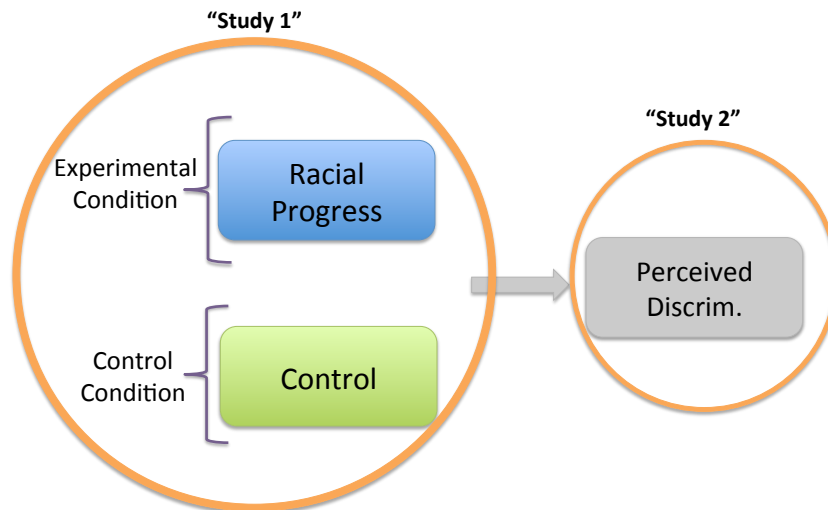 “Study 1”
Experimental
Condition
Racial
Progress
Control
Condition
Control
“Study 2”
Perceived
Discrim.